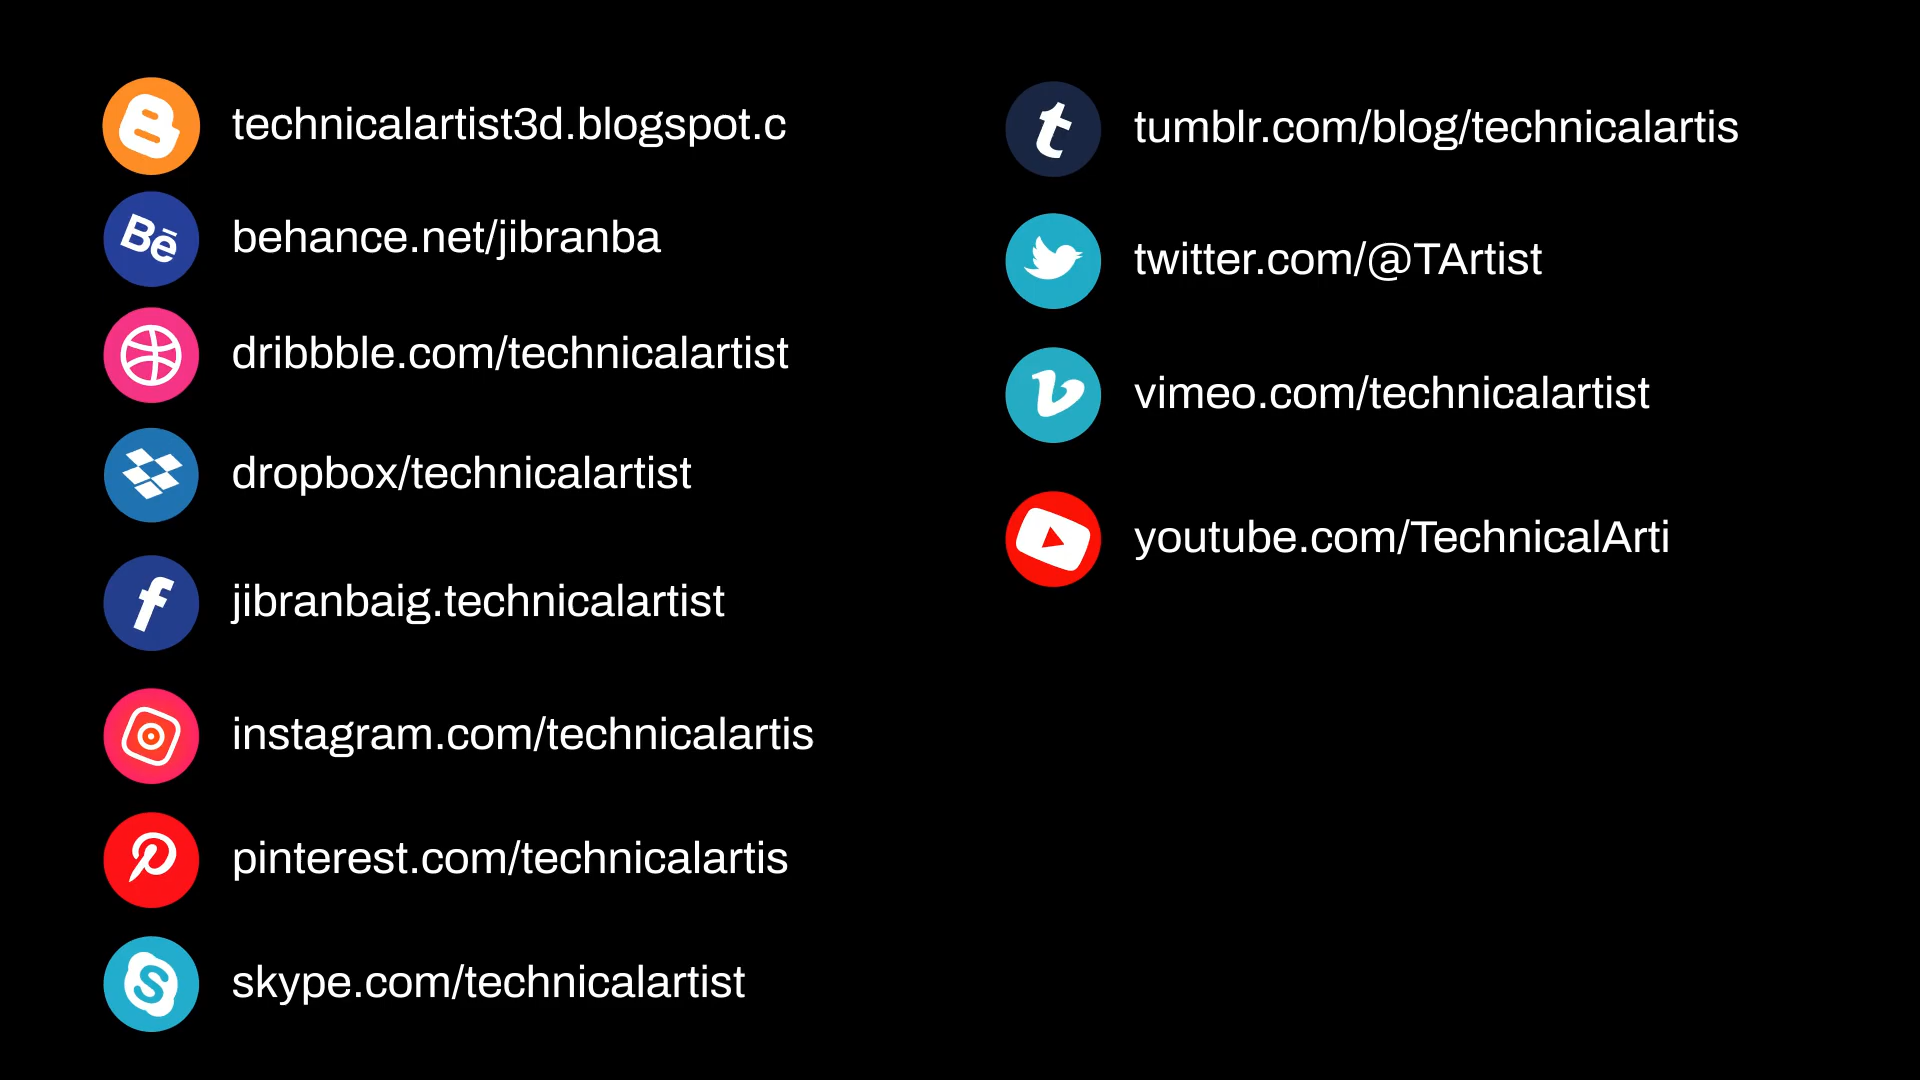 technicalartist3d.blogspot.c
behance.net/jibranba
dribbble.com/technicalartist
dropbox/technicalartist
jibranbaig.technicalartist
instagram.com/technicalartis
pinterest.com/technicalartis
skype.com/technicalartist
tumblr.com/blog/technicalartis
twitter.com/@TArtist
vimeo.com/technicalartist
youtube.com/TechnicalArti